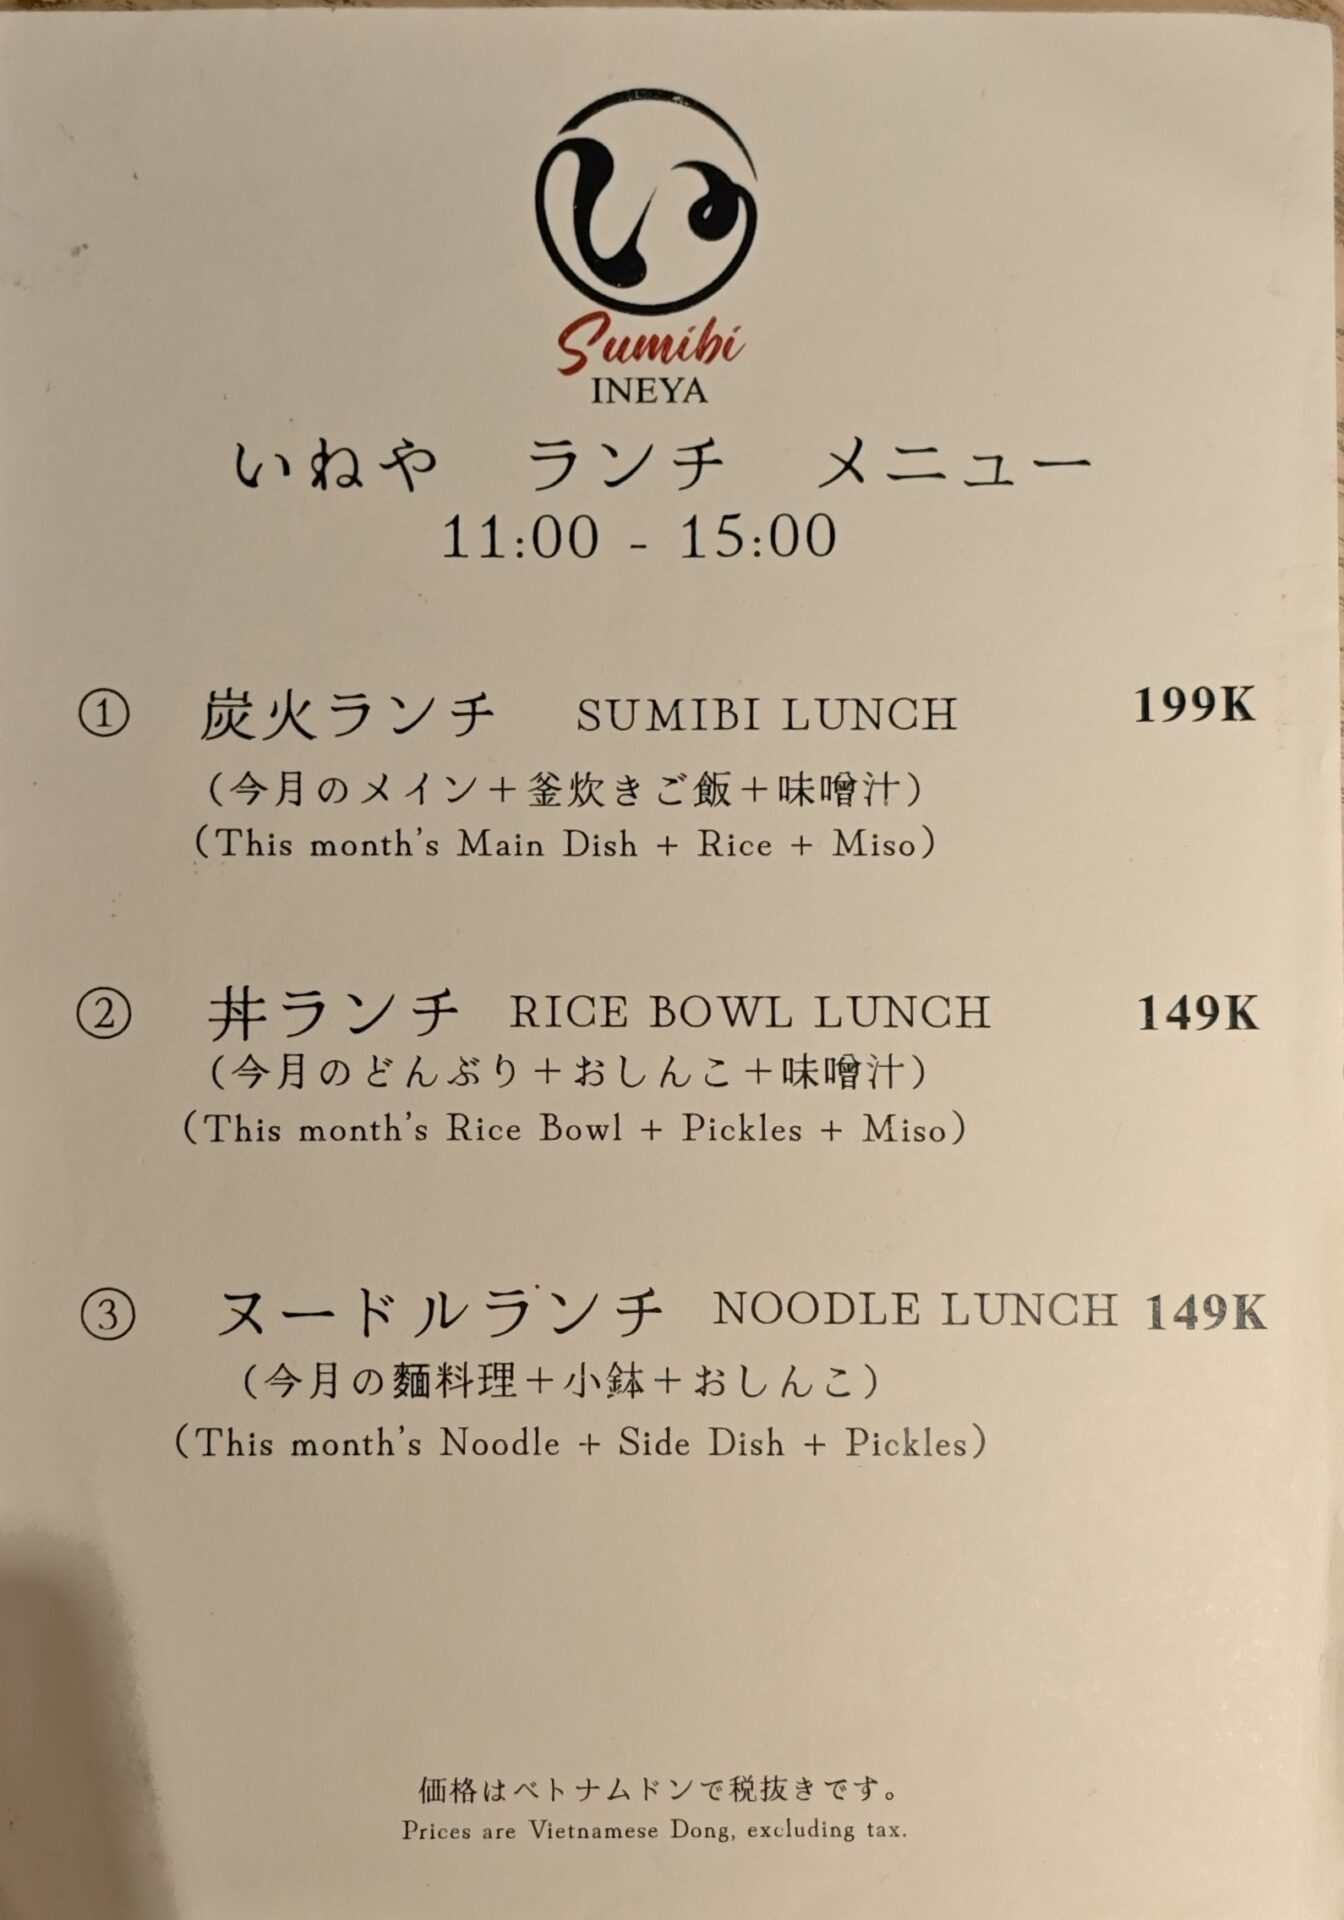 い
Sumibi
INEYA
いねや ランチ メニュー
11:00 - 15:00
① 炭火ランチ SUMIBI LUNCH 199K
(今月のメイン+釜炊きご飯+味噌汁)
(This month's Main Dish + Rice + Miso)
② 丼ランチ RICE BOWL LUNCH 149K
(今月のどんぶり+おしんこ+味噌汁)
(This month's Rice Bowl + Pickles + Miso)
③ ヌードルランチ NOODLE LUNCH 149K
(今月の麺料理+小鉢+おしんこ)
(This month's Noodle + Side Dish + Pickles)
価格はベトナムドンで税抜きです。
Prices are Vietnamese Dong, excluding tax.